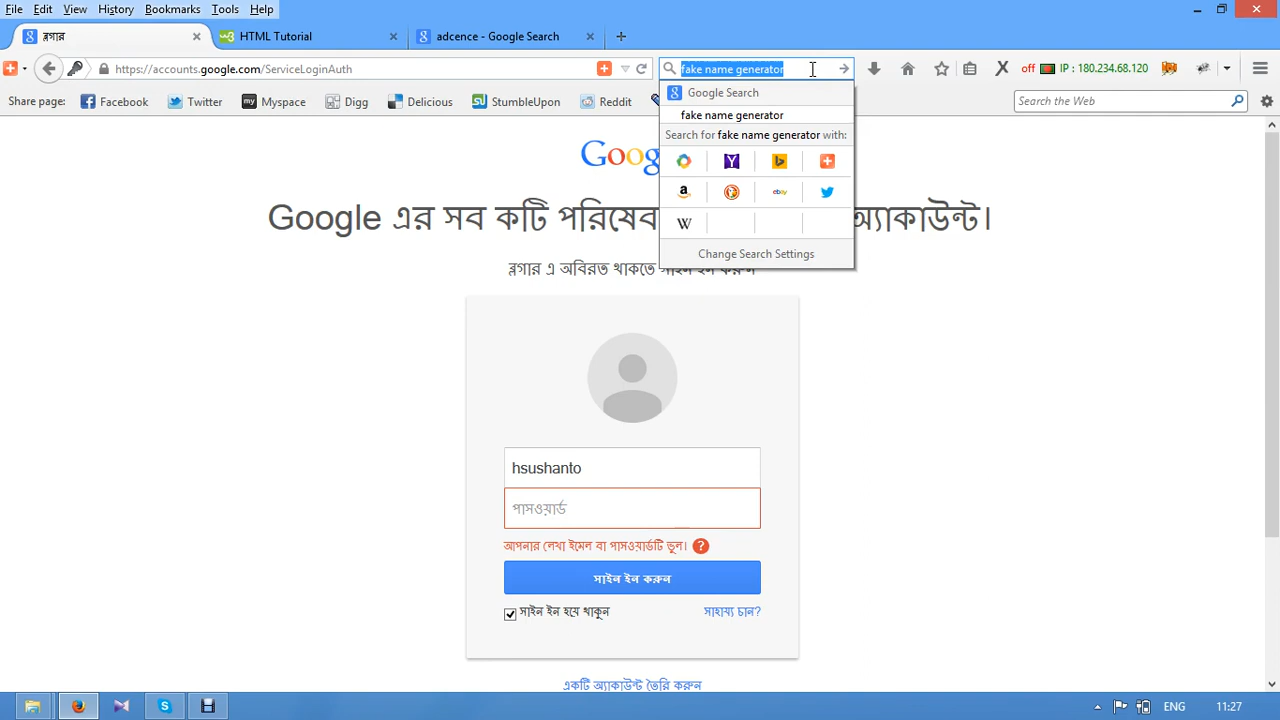 File Edit View History Bookmarks Tools Help
ব্লগার
HTML Tutorial
adcence - Google Search
https://accounts.google.com/ServiceLoginAuth
fake name generator
off IP : 180.234.68.120
Share page: Facebook Twitter Myspace Digg Delicious StumbleUpon Reddit
Search the Web
Google Search
fake name generator
Search for fake name generator with:
Change Search Settings
Goog
Google এর সব কটি পরিষেব অ্যাকাউন্ট।
ব্লগার এ অবিরত থাকতে সাইন ইন করুন
hsushanto
পাসওয়ার্ড
আপনার লেখা ইমেল বা পাসওয়ার্ডটি ভুল। ?
সাইন ইন করুন
সাইন ইন হয়ে থাকুন
সাহায্য চান?
একটি অ্যাকাউন্ট তৈরি করুন
ENG 11:27